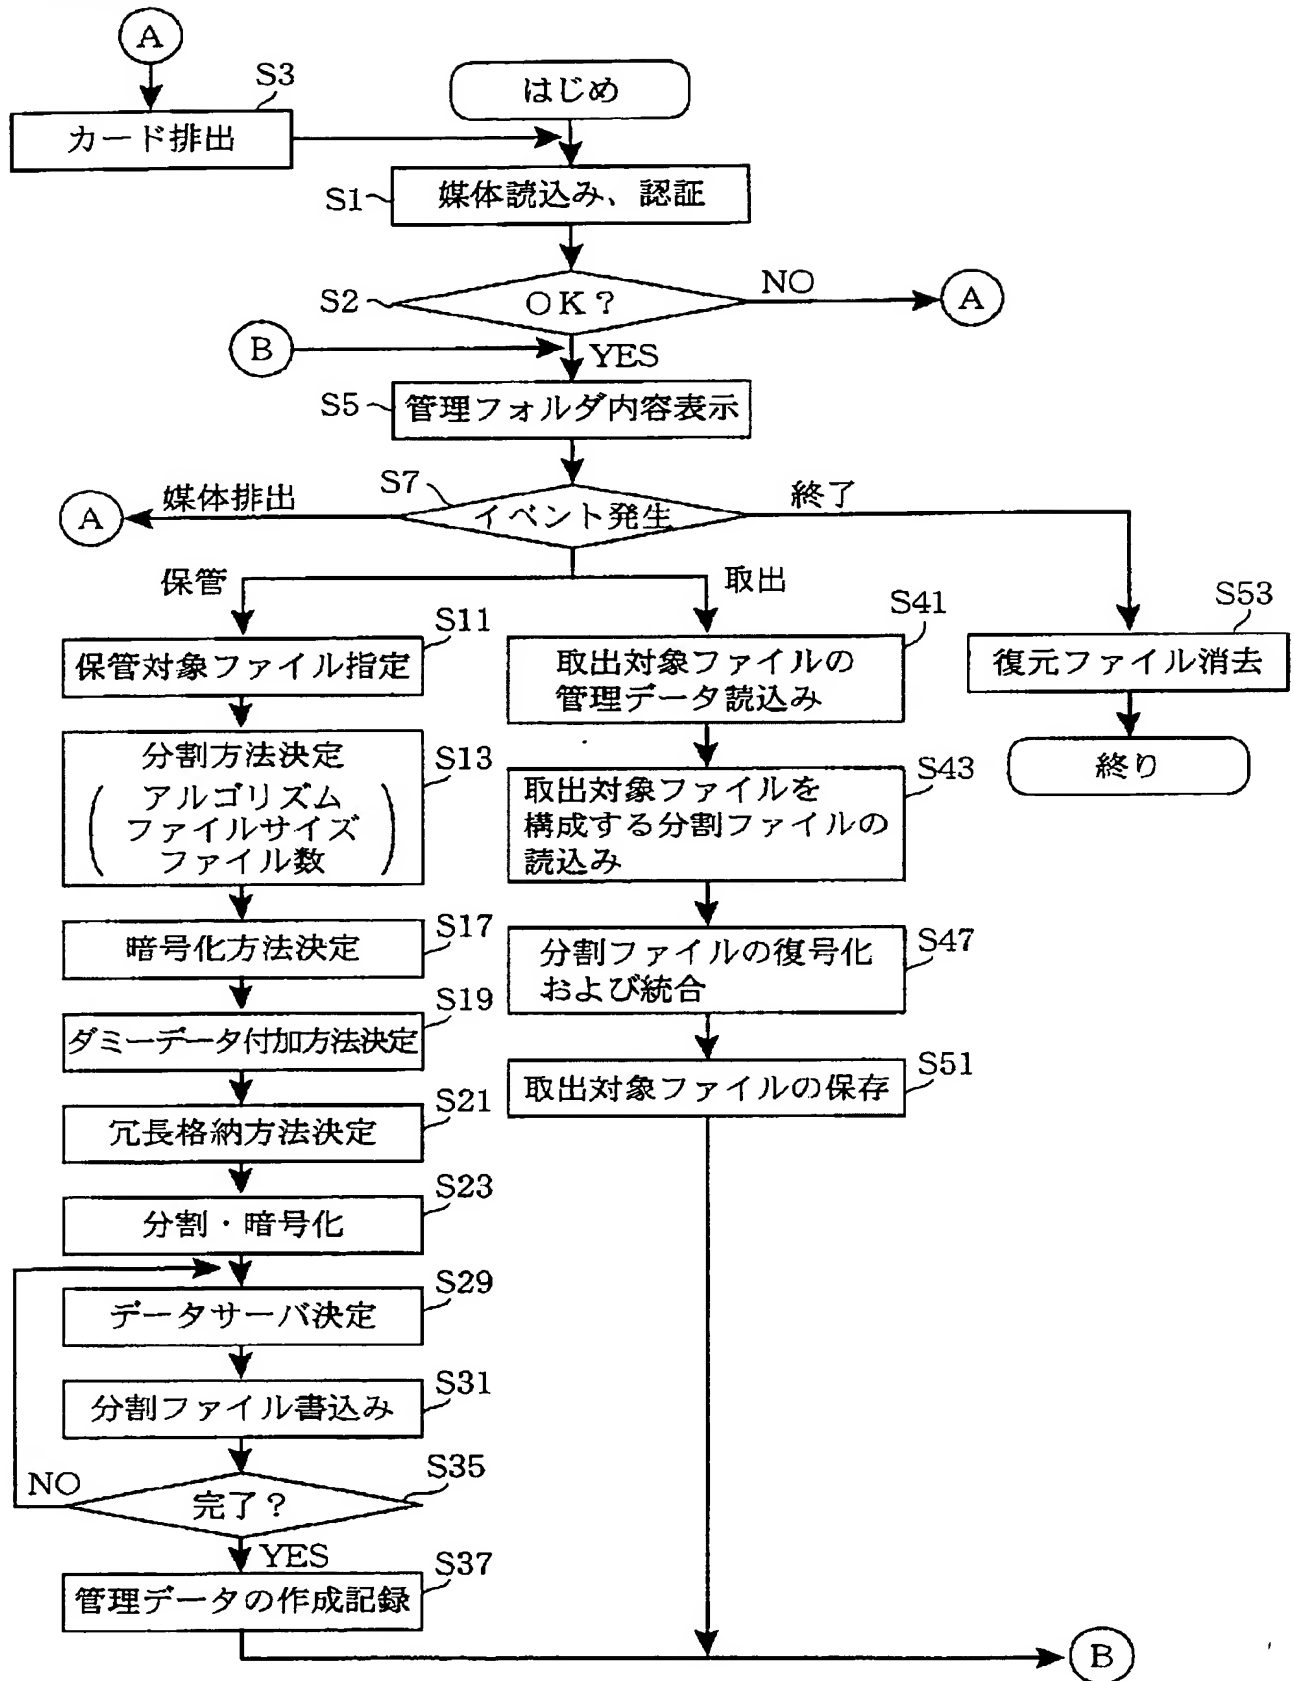 A
S3
カード排出
はじめ
S1
媒体読込み、認証
S2
OK?
NO
A
B
YES
S5
管理フォルダ内容表示
S7
イベント発生
媒体排出
A
終了
保管
取出
S11
保管対象ファイル指定
S13
分割方法決定
アルゴリズム
ファイルサイズ
ファイル数
S17
暗号化方法決定
S19
ダミーデータ付加方法決定
S21
冗長格納方法決定
S23
分割・暗号化
S29
データサーバ決定
S31
分割ファイル書込み
S35
完了?
NO
YES
S37
管理データの作成記録
S41
取出対象ファイルの
管理データ読込み
S43
取出対象ファイルを
構成する分割ファイルの
読込み
S47
分割ファイルの復号化
および統合
S51
取出対象ファイルの保存
S53
復元ファイル消去
終り
B